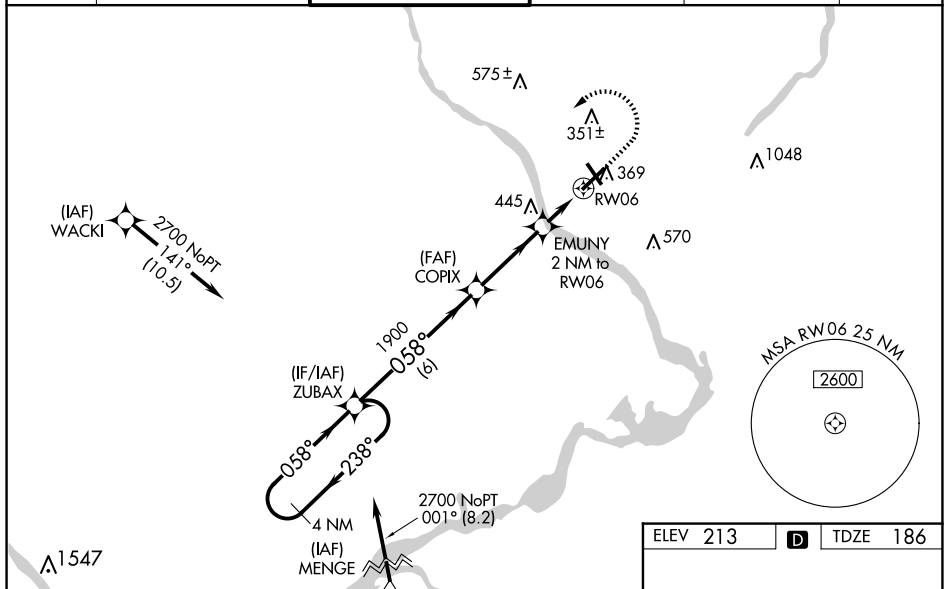 575±
351±
1048
369
RW06
445
570
EMUNY
2 NM to
RW06
(IAF)
WACKI
2700 NoPT
141°
(10.5)
(FAF)
COPIX
1900
058°
(6)
(IF/IAF)
ZUBAX
058°
238°
4 NM
MSA RW06 25 NM
2600
2700 NoPT
001° (8.2)
(IAF)
MENGE
1547
ELEV 213 D TDZE 186